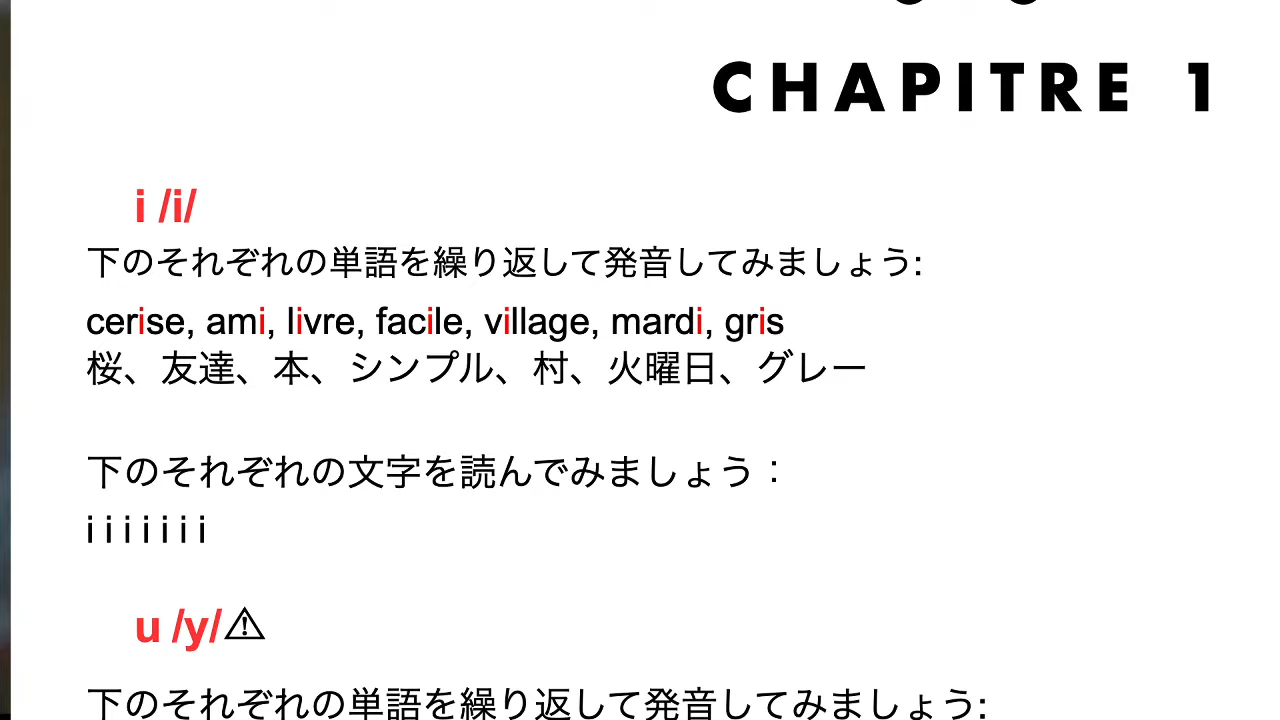 CHAPITRE 1
i /i/
下のそれぞれの単語を繰り返して発音してみましょう:
cerise, ami, livre, facile, village, mardi, gris
桜、友達、本、シンプル、村、火曜日、グレー
下のそれぞれの文字を読んでみましょう：
i i i i i i i
u /y/⚠
下のそれぞれの単語を繰り返して発音してみましょう: